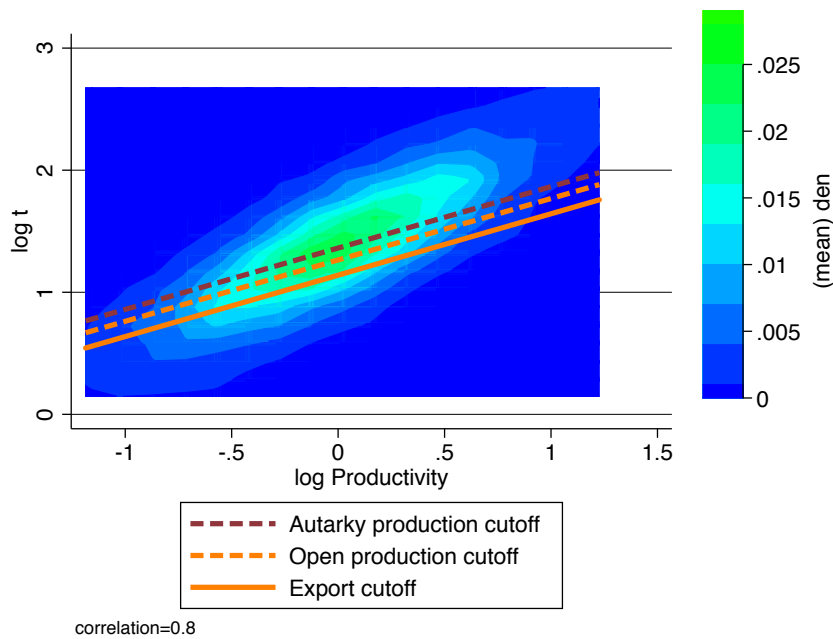 3
2
1
0
log t
-1
-.5
0
.5
1
1.5
log Productivity
.025
.02
.015
.01
.005
0
(mean) den
Autarky production cutoff
Open production cutoff
Export cutoff
correlation=0.8